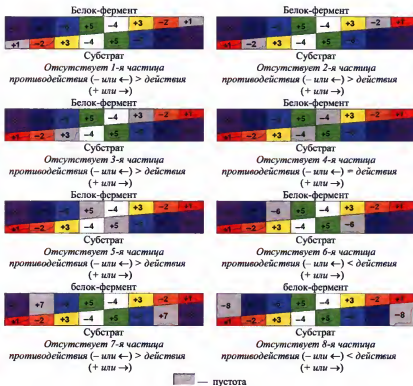 Белок-фермент
+5 −4 +3 −2 +1
+1 −2 +3 −4 +5
Субстрат
Отсутствует 1-я частица
противодействия (− или ←) > действия
(+ или →)
Белок-фермент
+5 −4 +3 −2 +1
+1 −2 +3 −4 +5
Субстрат
Отсутствует 2-я частица
противодействия (− или ←) > действия
(+ или →)
Белок-фермент
+5 −4 +3 −2 +1
+1 −2 +3 −4 +5
Субстрат
Отсутствует 3-я частица
противодействия (− или ←) > действия
(+ или →)
Белок-фермент
+5 −4 +3 −2 +1
+1 −2 +3 −4 +5
Субстрат
Отсутствует 4-я частица
противодействия (− или ←) = действия
(+ или →)
Белок-фермент
+5 −4 +3 −2 +1
+1 −2 +3 −4 +5
Субстрат
Отсутствует 5-я частица
противодействия (− или ←) > действия
(+ или →)
Белок-фермент
−6 +5 −4 +3 −2 +1
+1 −2 +3 −4 +5 −6
Субстрат
Отсутствует 6-я частица
противодействия (− или ←) < действия
(+ или →)
белок-фермент
+7 +5 −4 +3 −2 +1
+1 −2 +3 −4 +5 +7
Субстрат
Отсутствует 7-я частица
противодействия (− или ←) > действия
(+ или →)
Белок-фермент
−8 +5 −4 +3 −2 +1
+1 −2 +3 −4 +5 −8
Субстрат
Отсутствует 8-я частица
противодействия (− или ←) < действия
(+ или →)
— пустота